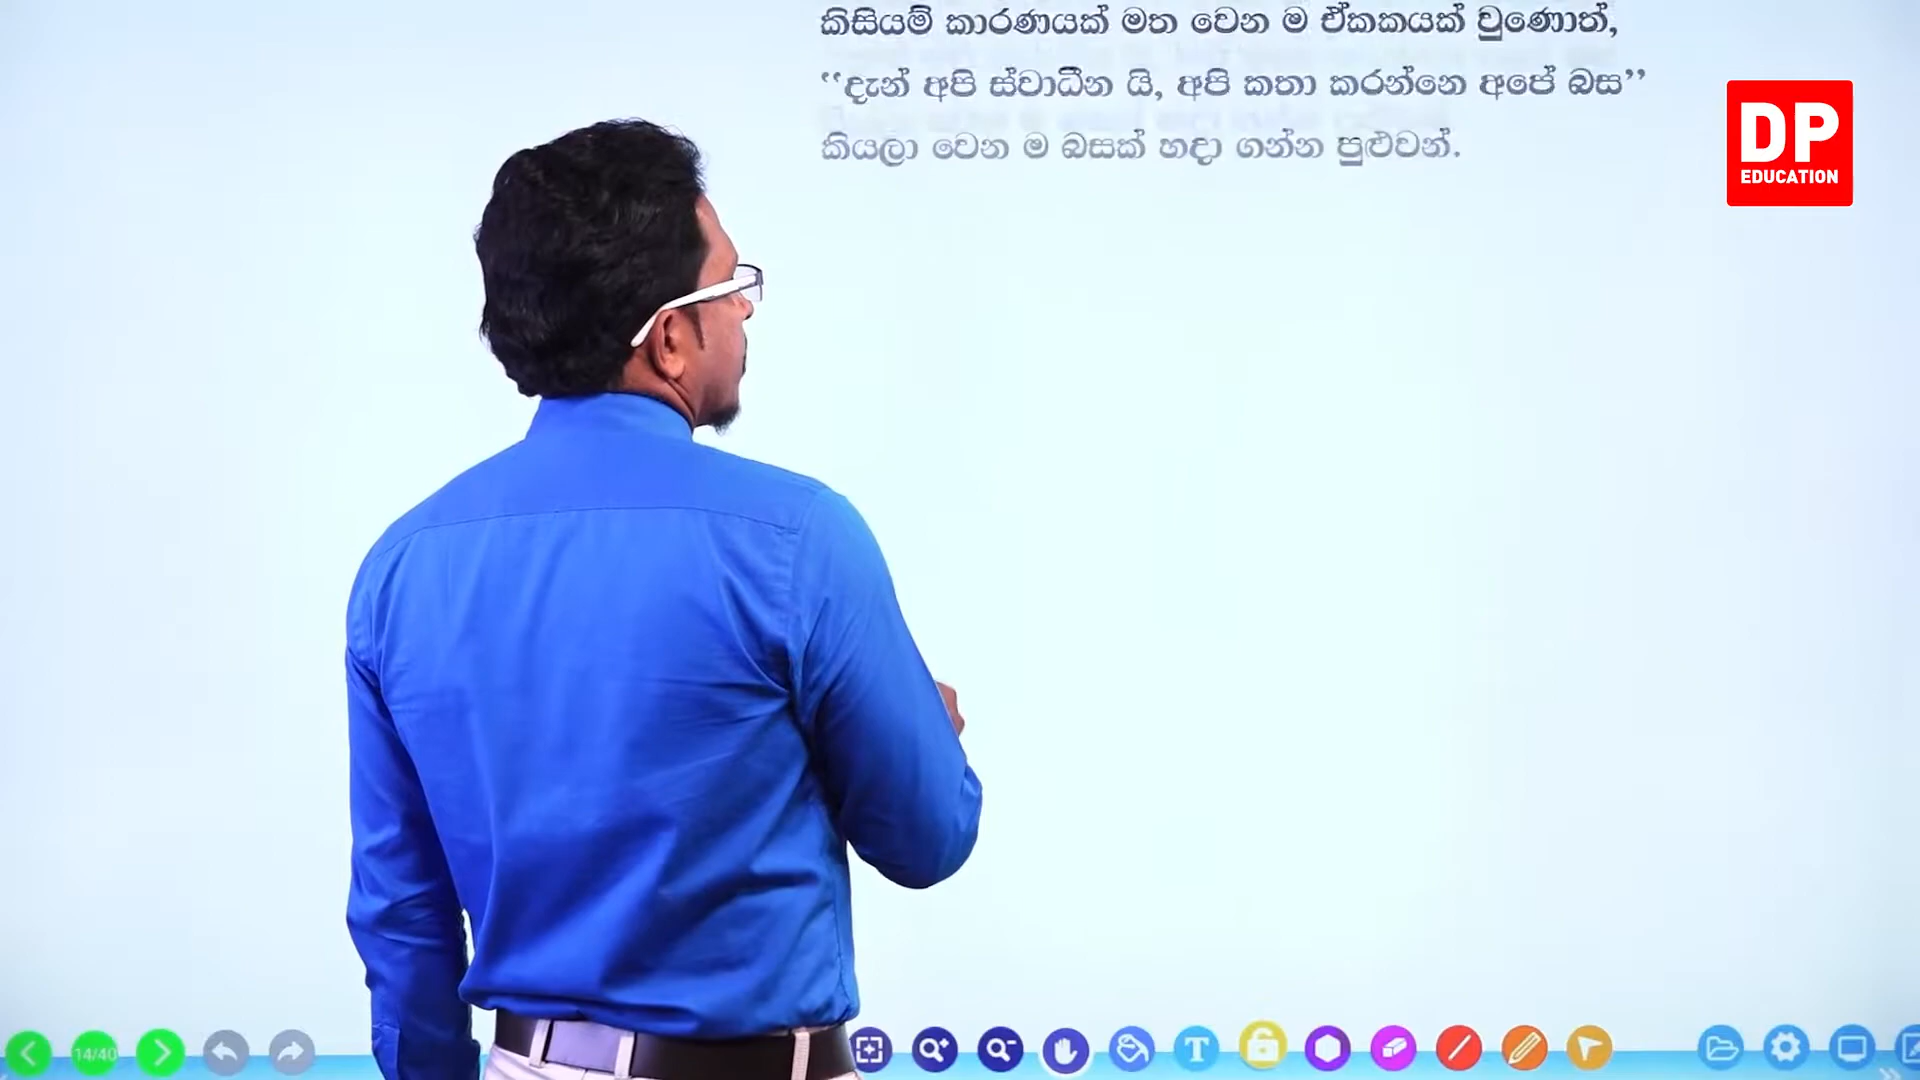 කිසියම් කාරණයක් මත වෙන ම ඒකකයක් වුණොත්,
‘‘දැන් අපි ස්වාධීන යි, අපි කතා කරන්නෙ අපේ බස’’
කියලා වෙන ම බසක් හදා ගන්න පුළුවන්.
DP
EDUCATION
14/40
T